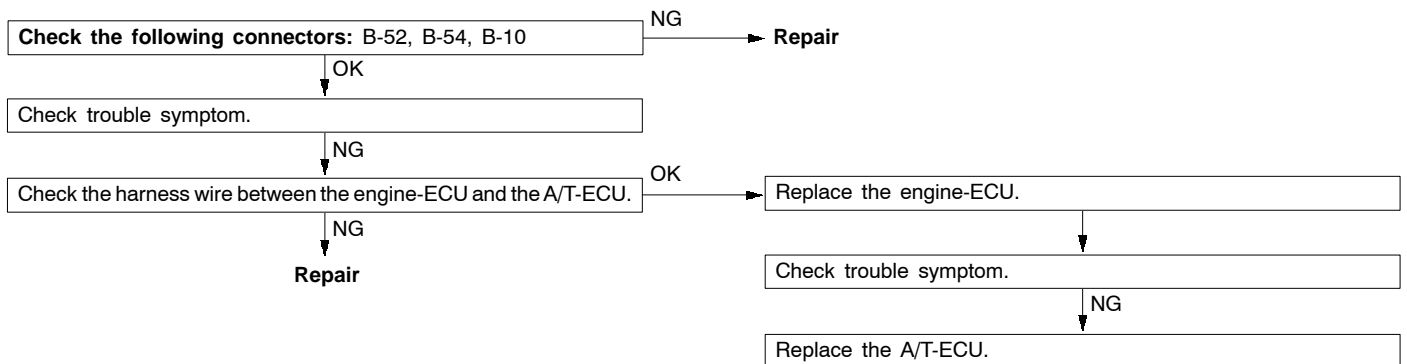 Check the following connectors: B-52, B-54, B-10
NG
Repair
OK
Check trouble symptom.
NG
Check the harness wire between the engine-ECU and the A/T-ECU.
OK
Replace the engine-ECU.
NG
Repair
Check trouble symptom.
NG
Replace the A/T-ECU.